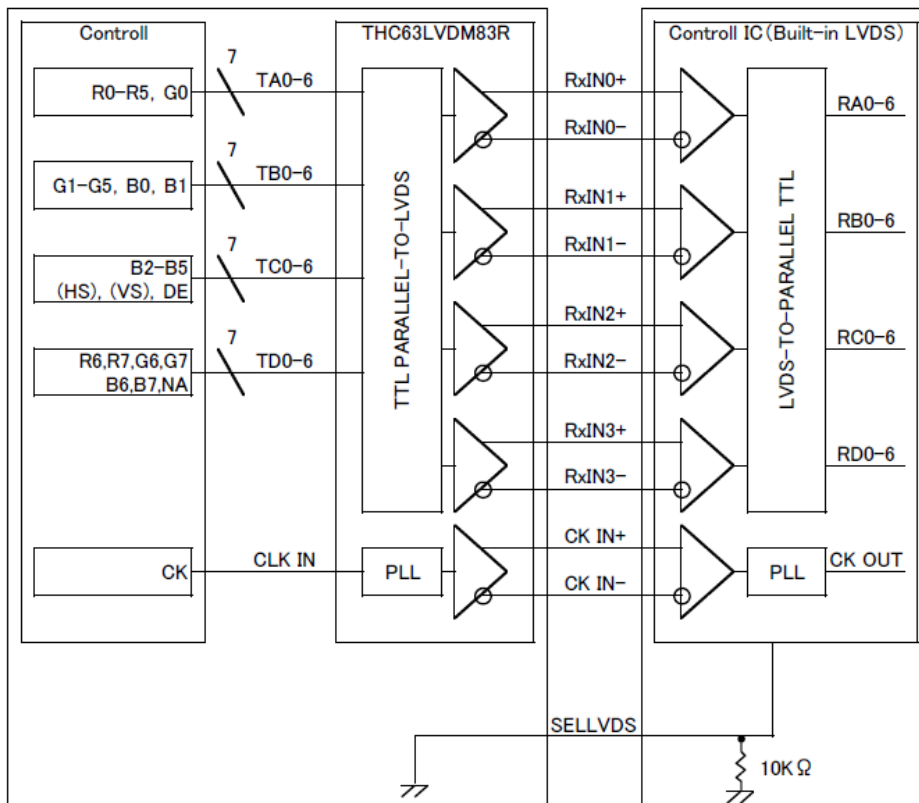 Controll
THC63LVDM83R
Controll IC(Built-in LVDS)
7
R0-R5, G0
TA0-6
RxIN0+
RxIN0-
RA0-6
7
G1-G5, B0, B1
TB0-6
RxIN1+
RxIN1-
RB0-6
7
B2-B5
(HS), (VS), DE
TC0-6
RxIN2+
RxIN2-
RC0-6
7
R6,R7,G6,G7
B6,B7,NA
TD0-6
RxIN3+
RxIN3-
RD0-6
TTL PARALLEL-TO-LVDS
LVDS-TO-PARALLEL TTL
CK
CLK IN
PLL
CK IN+
CK IN-
PLL
CK OUT
SELLVDS
10KΩ